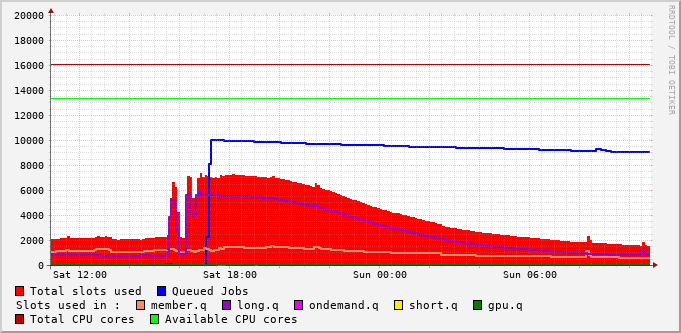 RRDTOOL / TOBI OETIKER
20000
18000
16000
14000
12000
10000
8000
6000
4000
2000
0
Sat 12:00 Sat 18:00 Sun 00:00 Sun 06:00
Total slots used Queued Jobs
Slots used in : member.q long.q ondemand.q short.q gpu.q
Total CPU cores Available CPU cores